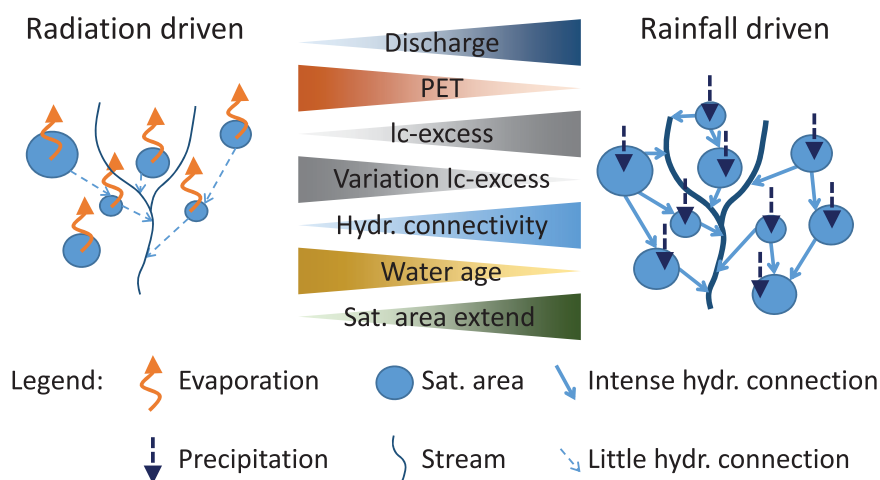 Radiation driven
Rainfall driven
Discharge
PET
lc-excess
Variation lc-excess
Hydr. connectivity
Water age
Sat. area extend
Legend:
Evaporation
Sat. area
Intense hydr. connection
Precipitation
Stream
Little hydr. connection